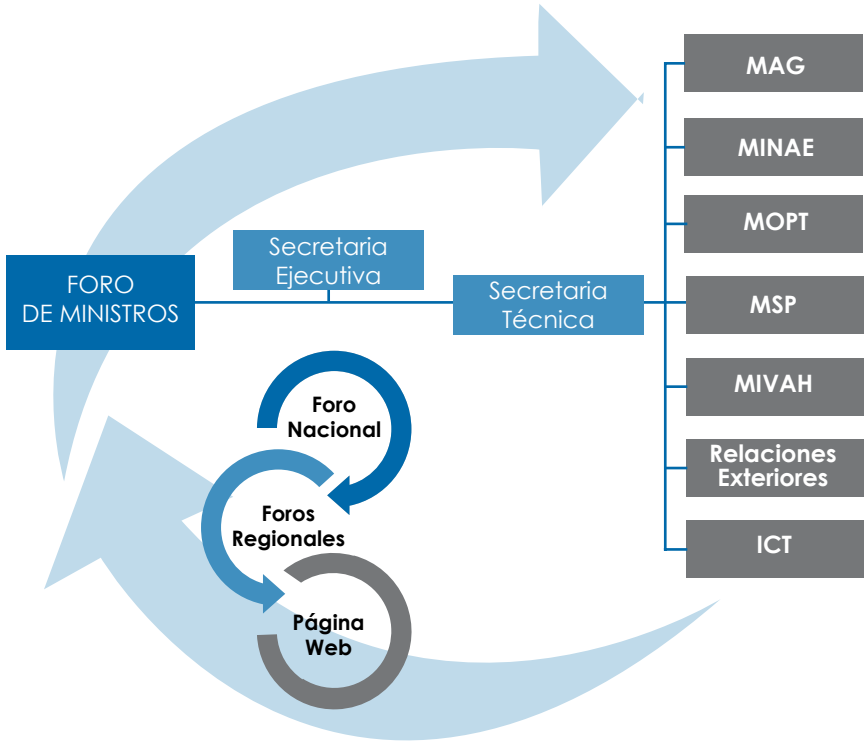 MAG
MINAE
MOPT
Secretaria
Ejecutiva
FORO
DE MINISTROS
Secretaria
Técnica
MSP
MIVAH
Foro
Nacional
Relaciones
Exteriores
Foros
Regionales
ICT
Página
Web